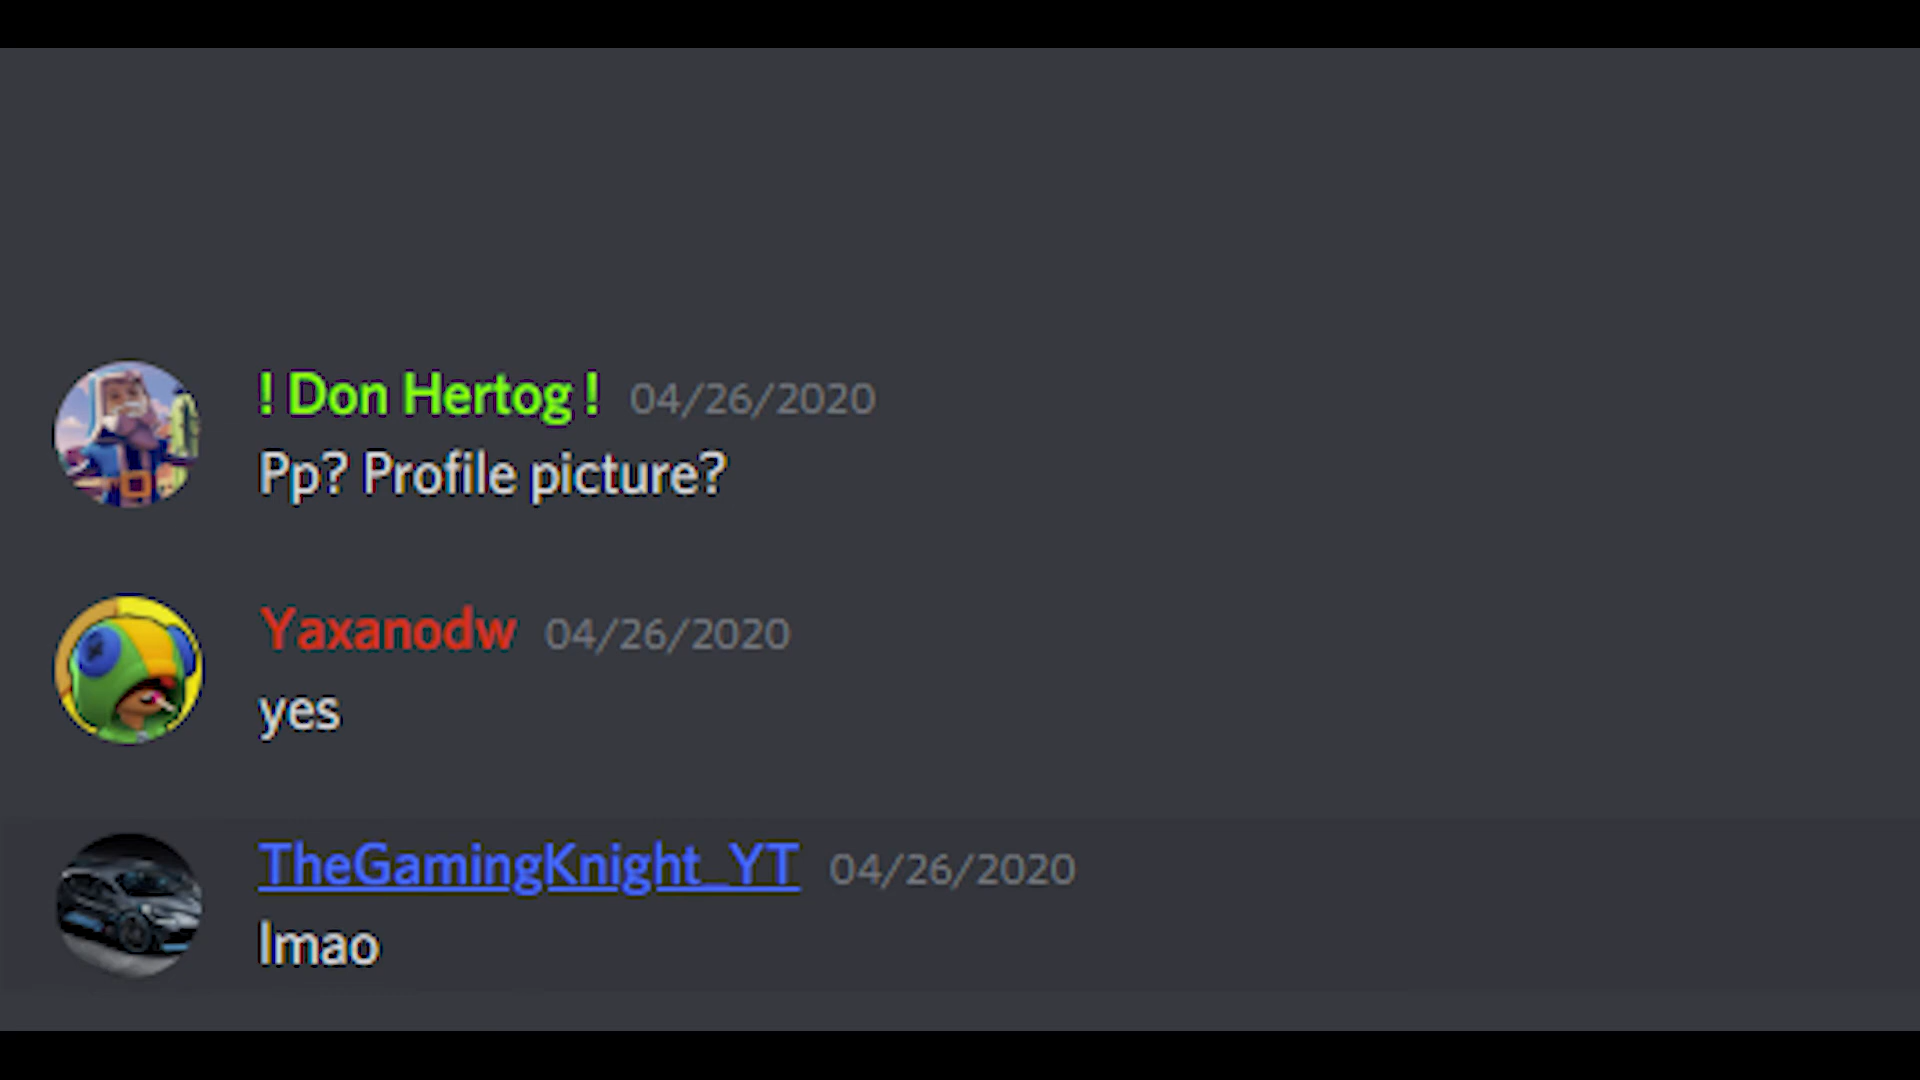 ! Don Hertog ! 04/26/2020
Pp? Profile picture?
Yaxanodw 04/26/2020
yes
TheGamingKnight_YT 04/26/2020
lmao